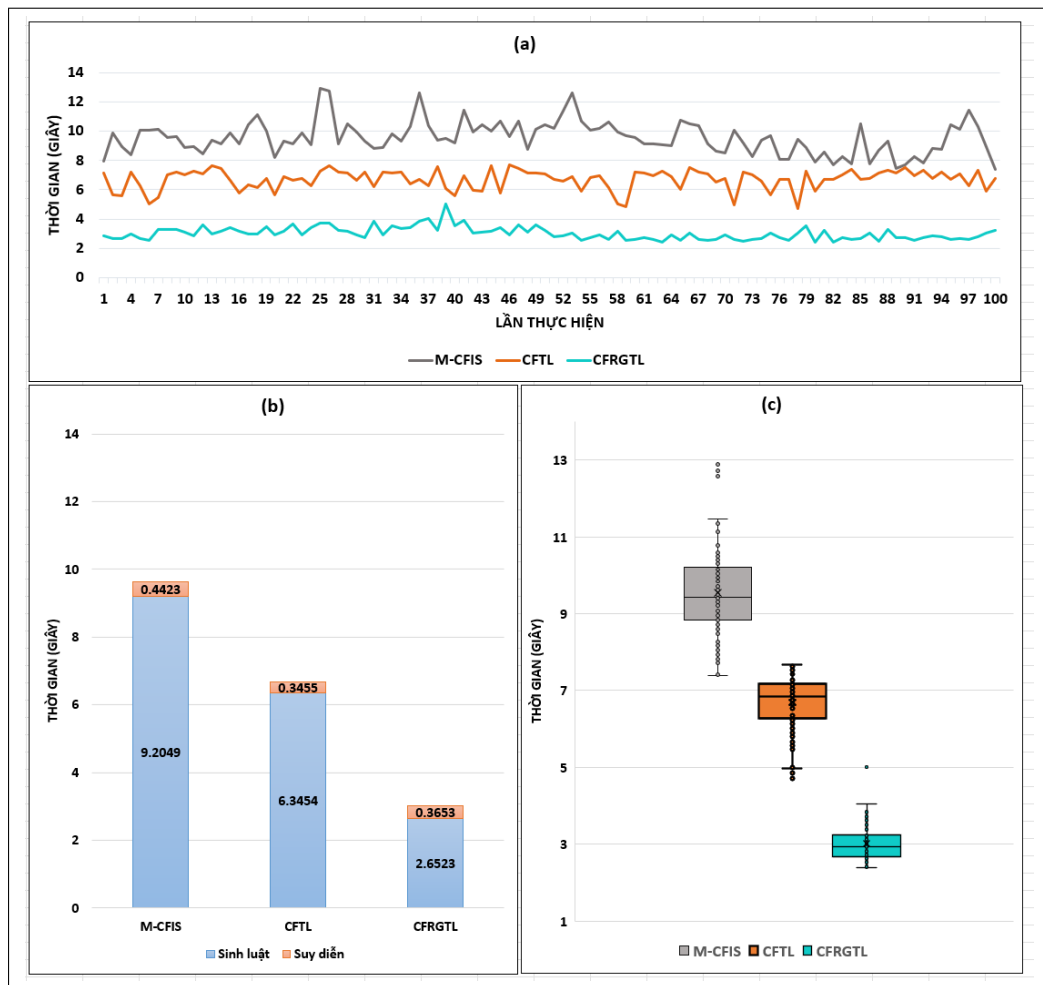 (a)
THỜI GIAN (GIÂY)
14
12
10
8
6
4
2
0
1 4 7 10 13 16 19 22 25 28 31 34 37 40 43 46 49 52 55 58 61 64 67 70 73 76 79 82 85 88 91 94 97 100
LẦN THỰC HIỆN
M-CFIS CFTL CFRGTL
(b)
THỜI GIAN (GIÂY)
14
12
10
8
6
4
2
0
0.4423
9.2049
0.3455
6.3454
0.3653
2.6523
M-CFIS CFTL CFRGTL
Sinh luật Suy diễn
(c)
THỜI GIAN (GIÂY)
13
11
9
7
5
3
1
M-CFIS CFTL CFRGTL